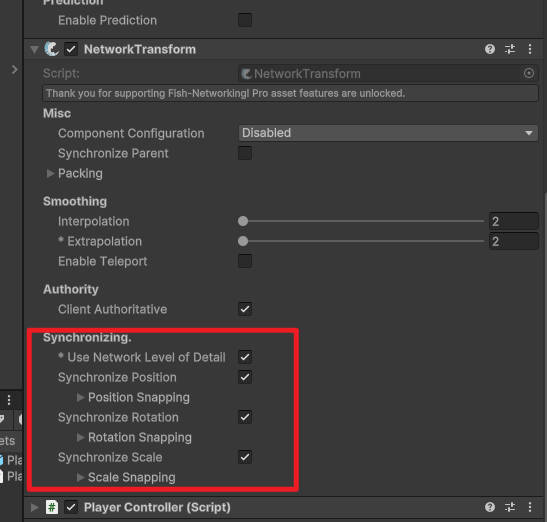 Prediction
Enable Prediction
NetworkTransform
Script:
NetworkTransform
Thank you for supporting Fish-Networking! Pro asset features are unlocked.
Misc
Component Configuration
Disabled
Synchronize Parent
Packing
Smoothing
Interpolation
2
* Extrapolation
2
Enable Teleport
Authority
Client Authoritative
Synchronizing.
* Use Network Level of Detail
Synchronize Position
Position Snapping
Synchronize Rotation
Rotation Snapping
Synchronize Scale
Scale Snapping
ets
Pla
Pla
# Player Controller (Script)